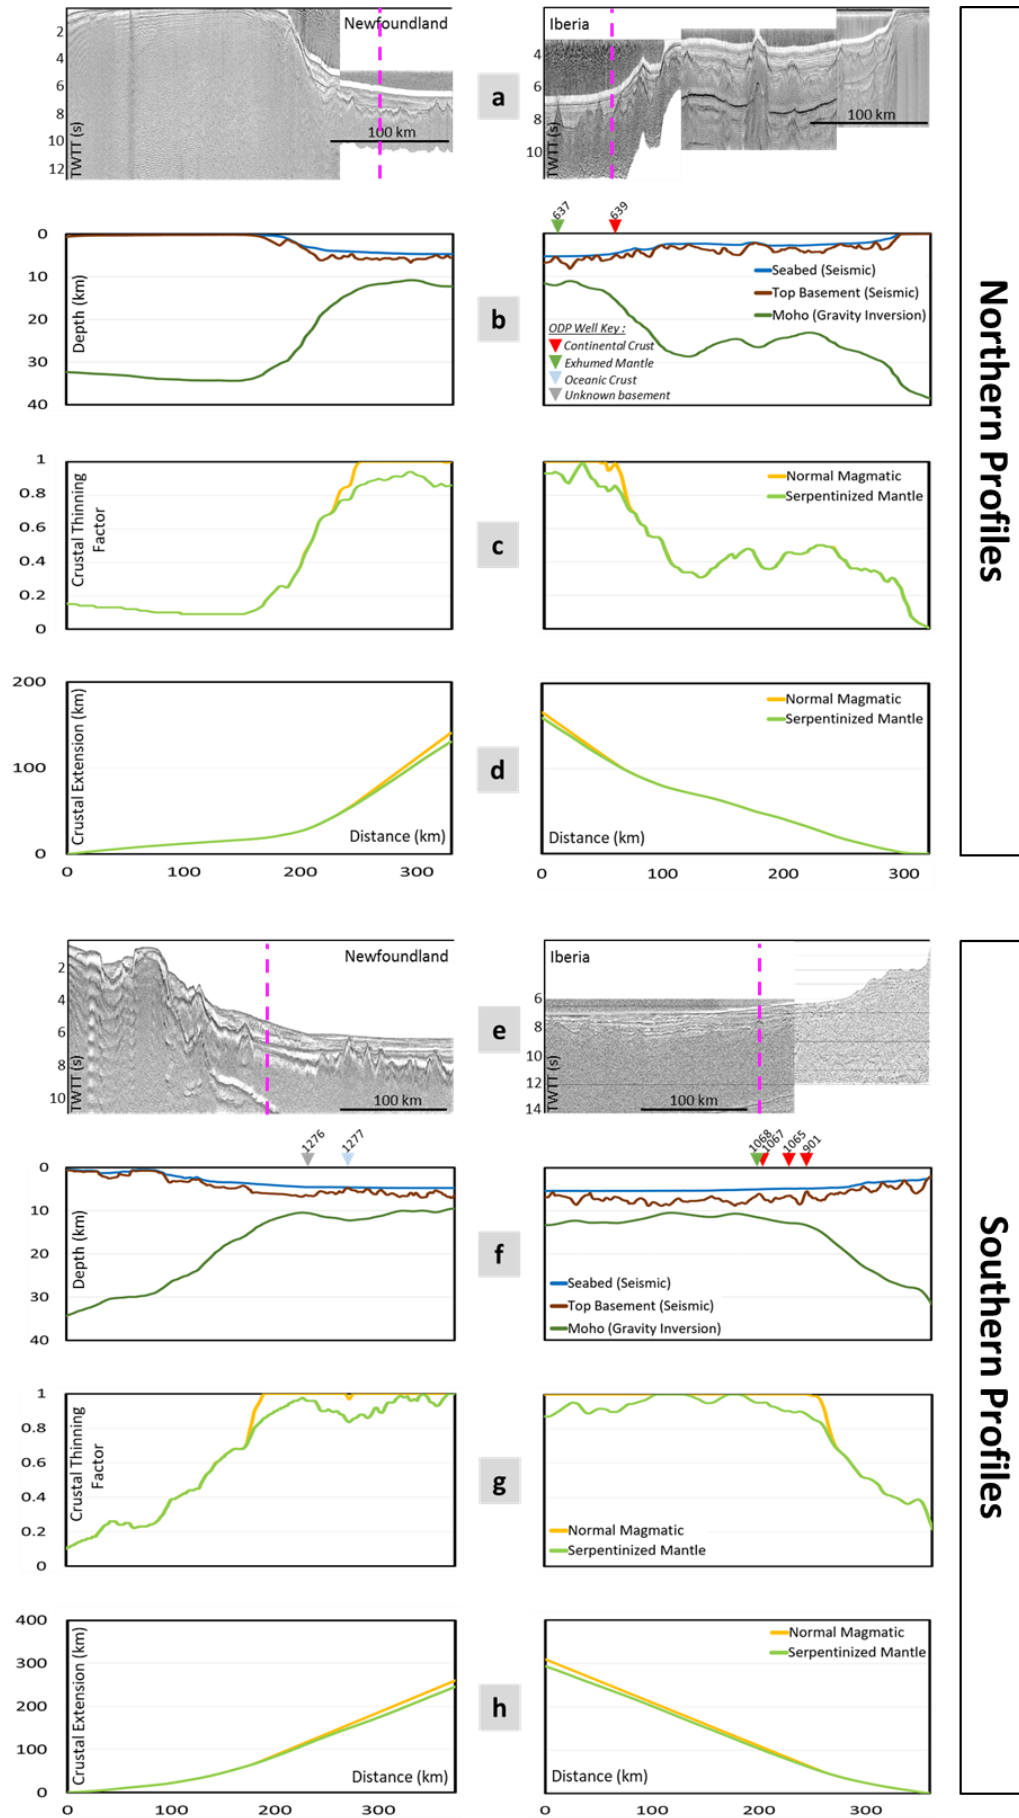 Newfoundland
2
4
6
8
10
12
TWTT (s)
100 km
a
Iberia
4
6
8
10
TWTT (s)
100 km
Northern Profiles
0
10
20
30
40
Depth (km)
b
637
639
Seabed (Seismic)
Top Basement (Seismic)
Moho (Gravity Inversion)
ODP Well Key :
Continental Crust
Exhumed Mantle
Oceanic Crust
Unknown basement
1
0.8
0.6
0.4
0.2
0
Crustal Thinning
Factor
c
Normal Magmatic
Serpentinized Mantle
200
100
0
Crustal Extension (km)
Distance (km)
0 100 200 300
d
Normal Magmatic
Serpentinized Mantle
Distance (km)
0 100 200 300
Newfoundland
2
4
6
8
10
TWTT (s)
100 km
e
Iberia
6
8
10
12
14
TWTT (s)
100 km
Southern Profiles
1276
1277
0
10
20
30
40
Depth (km)
f
1068
1067
1065
901
Seabed (Seismic)
Top Basement (Seismic)
Moho (Gravity Inversion)
1
0.8
0.6
0.4
0.2
0
Crustal Thinning
Factor
g
Normal Magmatic
Serpentinized Mantle
400
300
200
100
0
Crustal Extension (km)
Distance (km)
0 100 200 300
h
Normal Magmatic
Serpentinized Mantle
Distance (km)
0 100 200 300